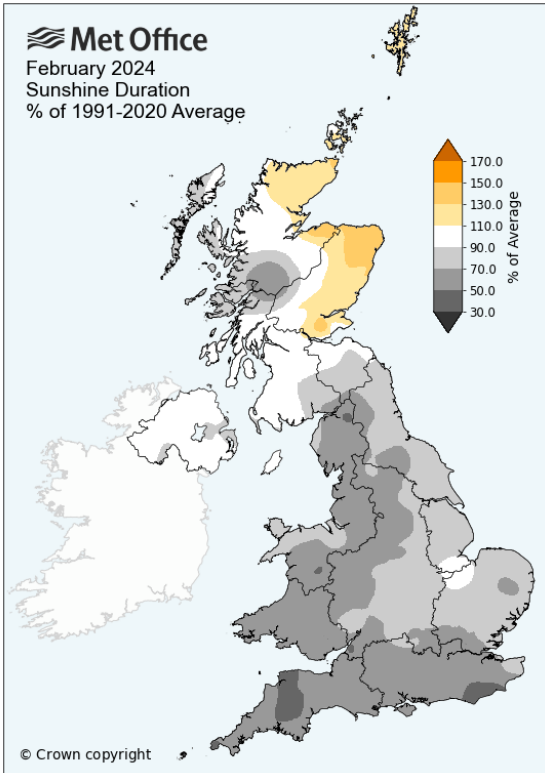 Met Office
February 2024
Sunshine Duration
% of 1991-2020 Average
170.0
150.0
130.0
110.0
90.0
70.0
50.0
30.0
% of Average
© Crown copyright